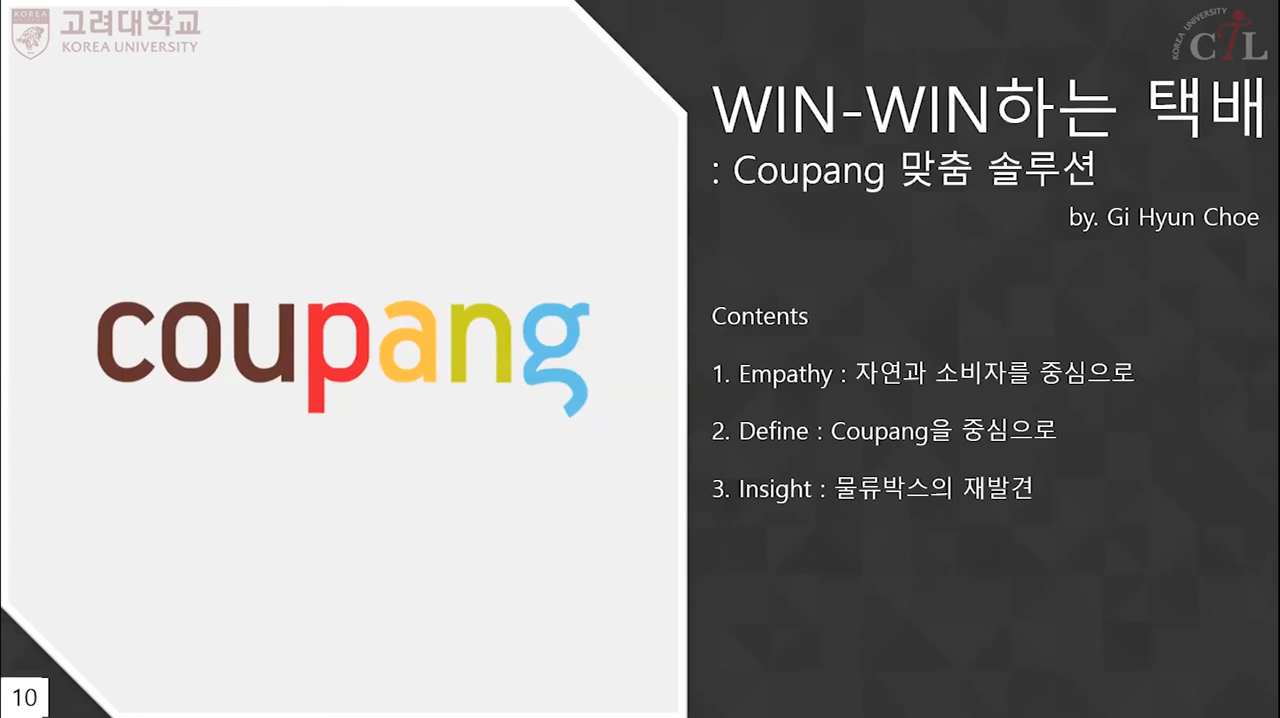 KOREA
고려대학교
KOREA UNIVERSITY
KOREA UNIVERSITY
CTL
WIN-WIN하는 택배
: Coupang 맞춤 솔루션
by. Gi Hyun Choe
coupang
Contents
1. Empathy : 자연과 소비자를 중심으로
2. Define : Coupang을 중심으로
3. Insight : 물류박스의 재발견
10